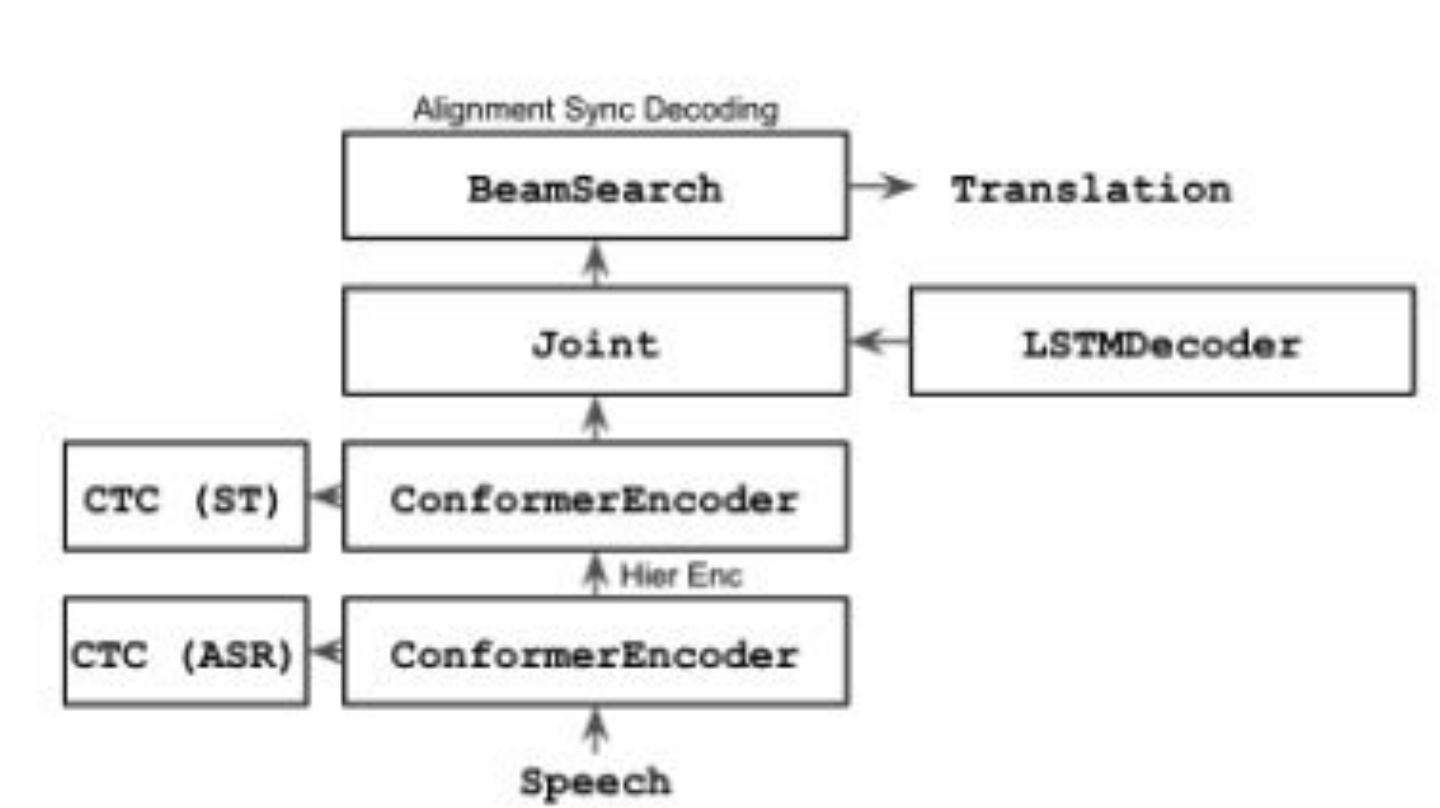 Alignment Sync Decoding
BeamSearch
Translation
Joint
LSTMDecoder
CTC (ST)
ConformerEncoder
Hier Enc
CTC (ASR)
ConformerEncoder
Speech